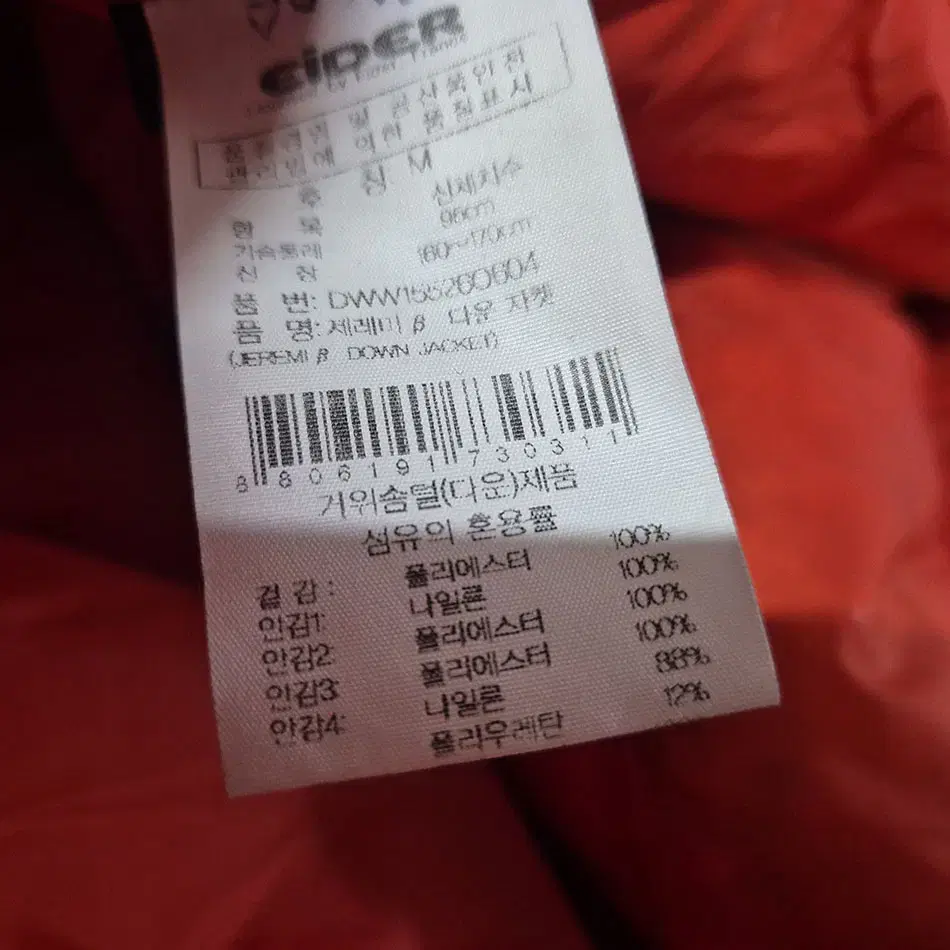 EiDER
품질경영 및 공산품안전
관리법에 의한 품질표시
호 칭 M
항 목 신체치수
가슴둘레 96cm
신 장 160~170cm
품 번: DWW15526O604
품 명: 제레미 β 다운 자켓
(JEREMI β DOWN JACKET)
8 806191 730311
거위솜털(다운)제품
섬유의 혼용률
겉 감 : 폴리에스터 100%
안감1: 나일론 100%
안감2: 폴리에스터 100%
안감3: 폴리에스터 100%
안감4: 나일론 88%
폴리우레탄 12%